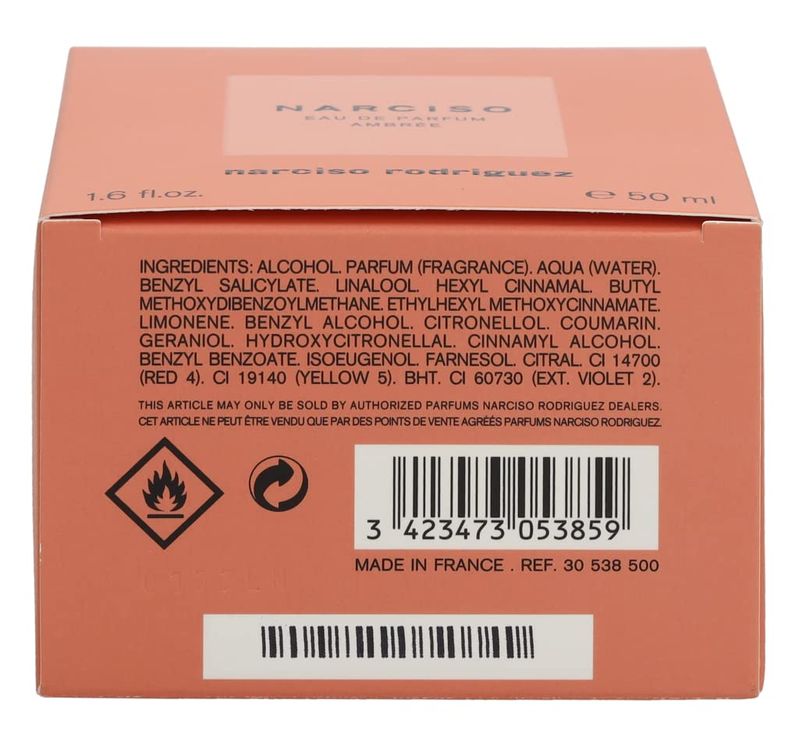 NARCISO
EAU DE PARFUM
AMBRÉE
narciso rodriguez
1.6 fl.oz. ℮ 50 ml
INGREDIENTS: ALCOHOL. PARFUM (FRAGRANCE). AQUA (WATER).
BENZYL SALICYLATE. LINALOOL. HEXYL CINNAMAL. BUTYL
METHOXYDIBENZOYLMETHANE. ETHYLHEXYL METHOXYCINNAMATE.
LIMONENE. BENZYL ALCOHOL. CITRONELLOL. COUMARIN.
GERANIOL. HYDROXYCITRONELLAL. CINNAMYL ALCOHOL.
BENZYL BENZOATE. ISOEUGENOL. FARNESOL. CITRAL. CI 14700
(RED 4). CI 19140 (YELLOW 5). BHT. CI 60730 (EXT. VIOLET 2).
THIS ARTICLE MAY ONLY BE SOLD BY AUTHORIZED PARFUMS NARCISO RODRIGUEZ DEALERS.
CET ARTICLE NE PEUT ÊTRE VENDU QUE PAR DES POINTS DE VENTE AGRÉÉS PARFUMS NARCISO RODRIGUEZ.
3 423473 053859
MADE IN FRANCE . REF. 30 538 500